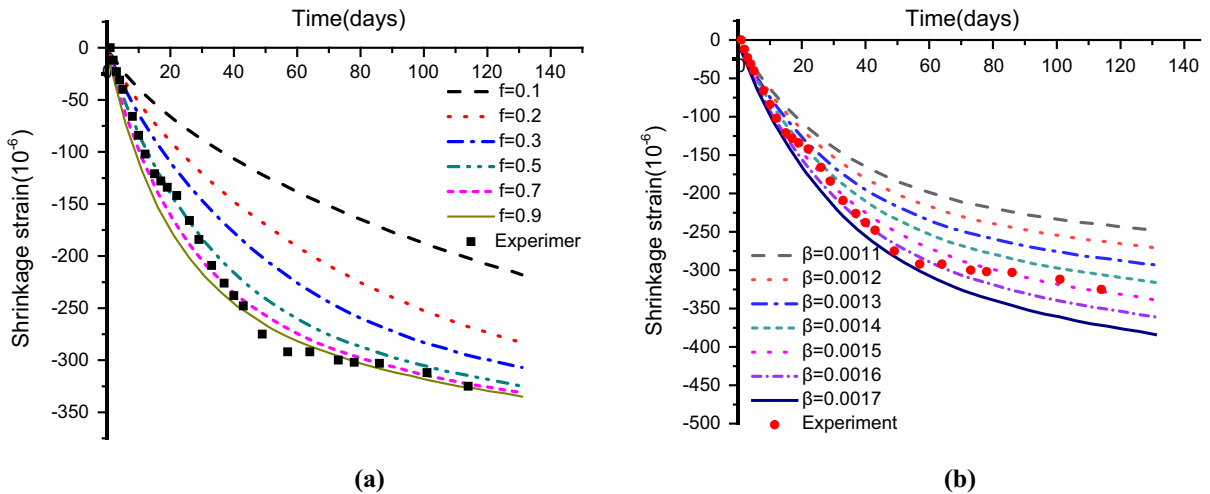 Time(days)
0
0 20 40 60 80 100 120 140
-50
-100
-150
-200
-250
-300
-350
Shrinkage strain(10⁻⁶)
f=0.1
f=0.2
f=0.3
f=0.5
f=0.7
f=0.9
Experimer
(a)
Time(days)
0
0 20 40 60 80 100 120 140
-50
-100
-150
-200
-250
-300
-350
-400
-450
-500
Shrinkage strain(10⁻⁶)
β=0.0011
β=0.0012
β=0.0013
β=0.0014
β=0.0015
β=0.0016
β=0.0017
Experiment
(b)